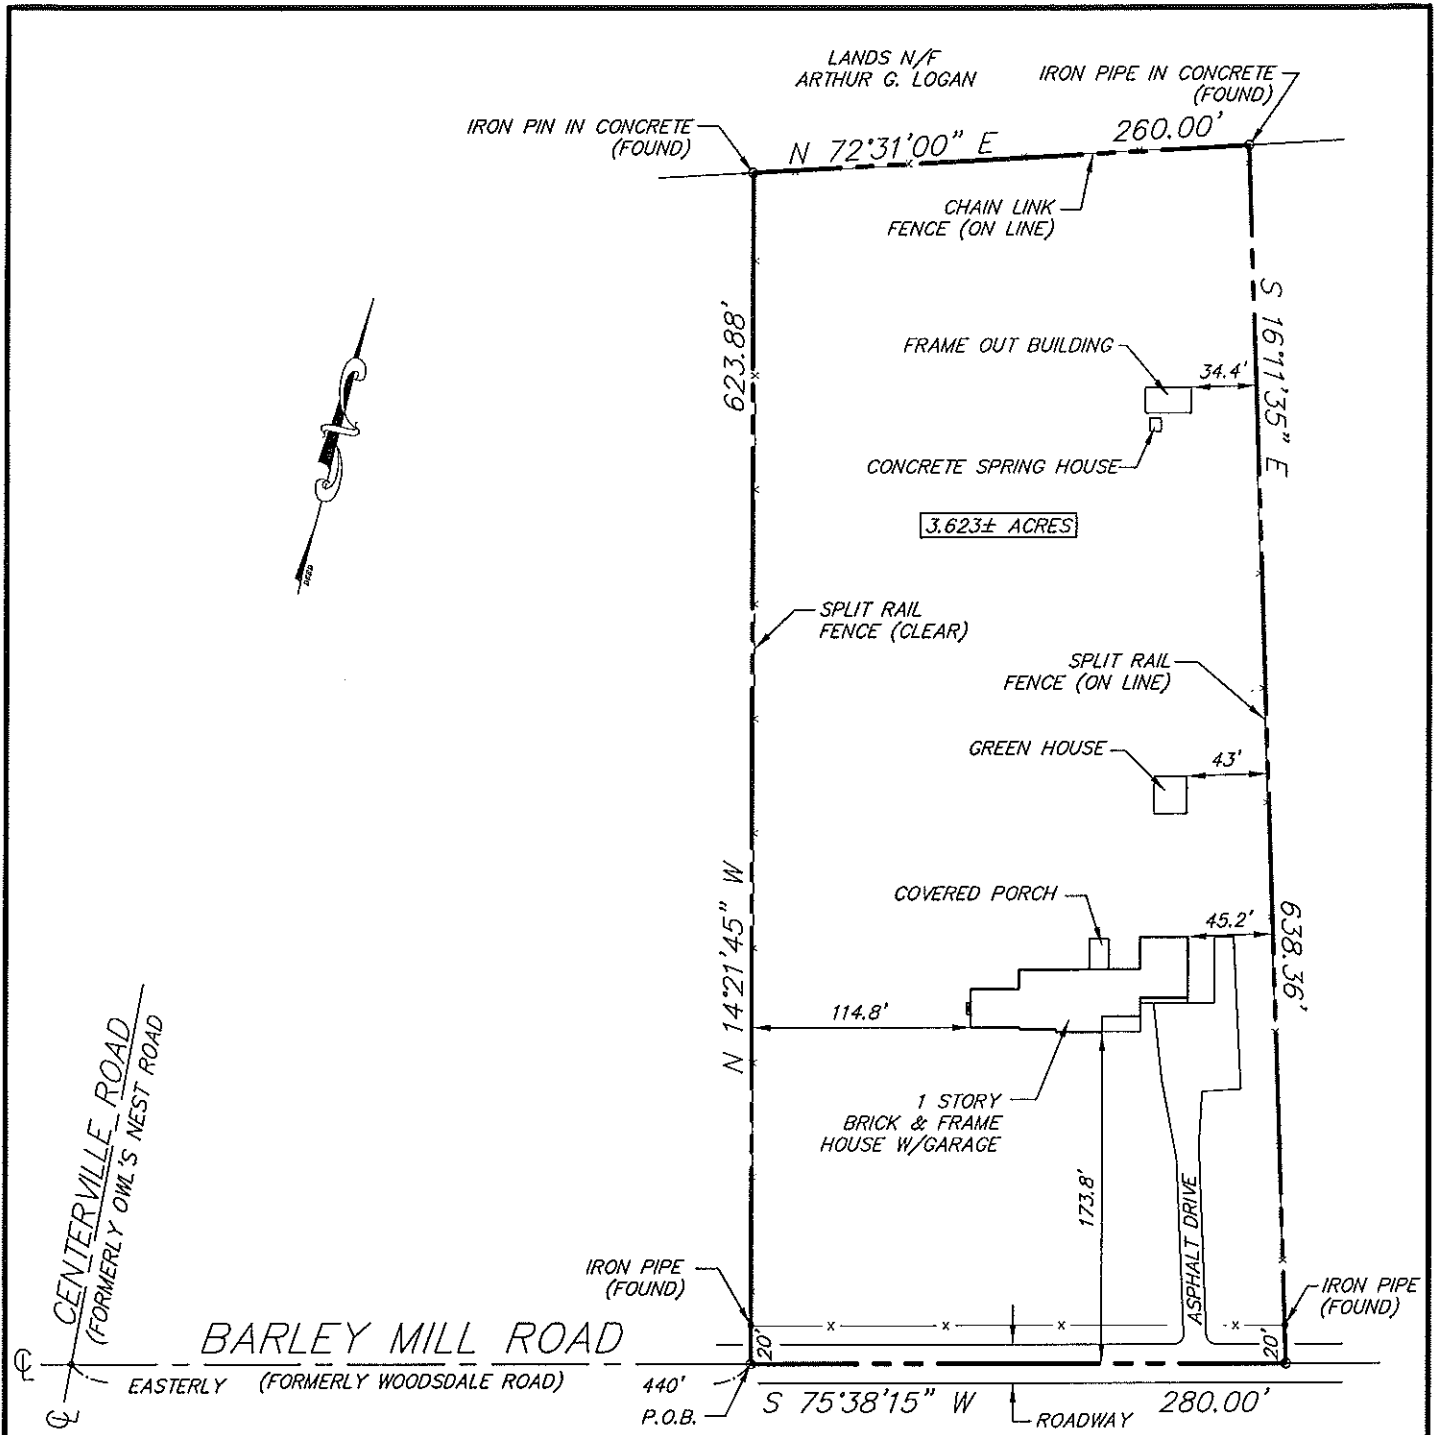 LANDS N/F
ARTHUR G. LOGAN
IRON PIPE IN CONCRETE
(FOUND)
IRON PIN IN CONCRETE
(FOUND)
N 72°31'00" E
260.00'
CHAIN LINK
FENCE (ON LINE)
623.88'
S 16°11'35" E
FRAME OUT BUILDING
34.4'
CONCRETE SPRING HOUSE
3.623± ACRES
DEED
SPLIT RAIL
FENCE (CLEAR)
SPLIT RAIL
FENCE (ON LINE)
GREEN HOUSE
43'
N 14°21'45" W
COVERED PORCH
45.2'
638.36'
114.8'
1 STORY
BRICK & FRAME
HOUSE W/GARAGE
173.8'
ASPHALT DRIVE
CENTERVILLE ROAD
(FORMERLY OWL'S NEST ROAD
IRON PIPE
(FOUND)
IRON PIPE
(FOUND)
BARLEY MILL ROAD
20'
20'
℄
EASTERLY
(FORMERLY WOODSDALE ROAD)
440'
P.O.B.
S 75°38'15" W
280.00'
ROADWAY
℄